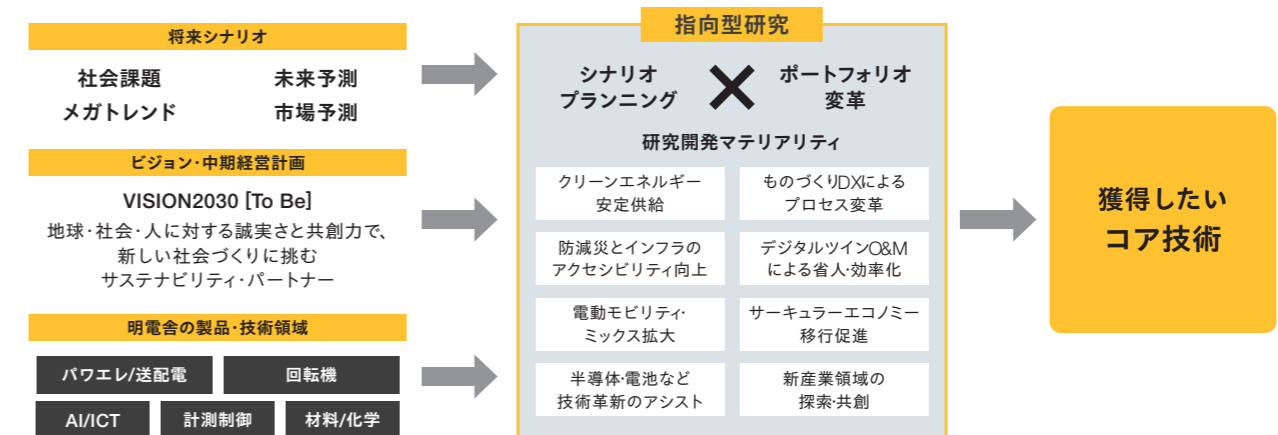 将来シナリオ
社会課題
未来予測
メガトレンド
市場予測
ビジョン・中期経営計画
VISION2030 [To Be]
地球・社会・人に対する誠実さと共創力で、
新しい社会づくりに挑む
サステナビリティ・パートナー
明電舎の製品・技術領域
パワエレ/送配電
回転機
AI/ICT
計測制御
材料/化学
指向型研究
シナリオ
プランニング
×
ポートフォリオ
変革
研究開発マテリアリティ
クリーンエネルギー
安定供給
ものづくりDXによる
プロセス変革
防減災とインフラの
アクセシビリティ向上
デジタルツインO&M
による省人・効率化
電動モビリティ・
ミックス拡大
サーキュラーエコノミー
移行促進
半導体・電池など
技術革新のアシスト
新産業領域の
探索・共創
獲得したい
コア技術